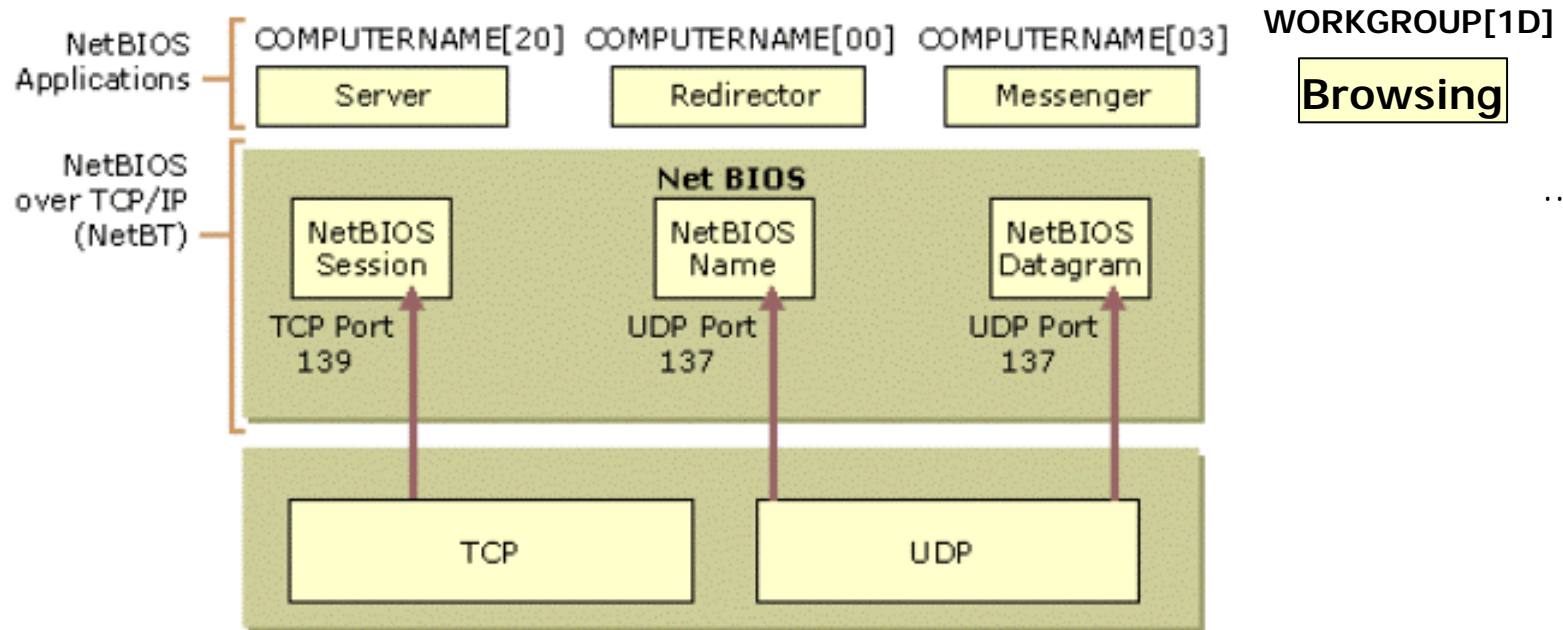 NetBIOS
Applications
COMPUTERNAME[20] COMPUTERNAME[00] COMPUTERNAME[03] WORKGROUP[1D]
Server
Redirector
Messenger
Browsing
NetBIOS
over TCP/IP
(NetBT)
Net BIOS
NetBIOS
Session
NetBIOS
Name
NetBIOS
Datagram
..
TCP Port
139
UDP Port
137
UDP Port
137
TCP
UDP